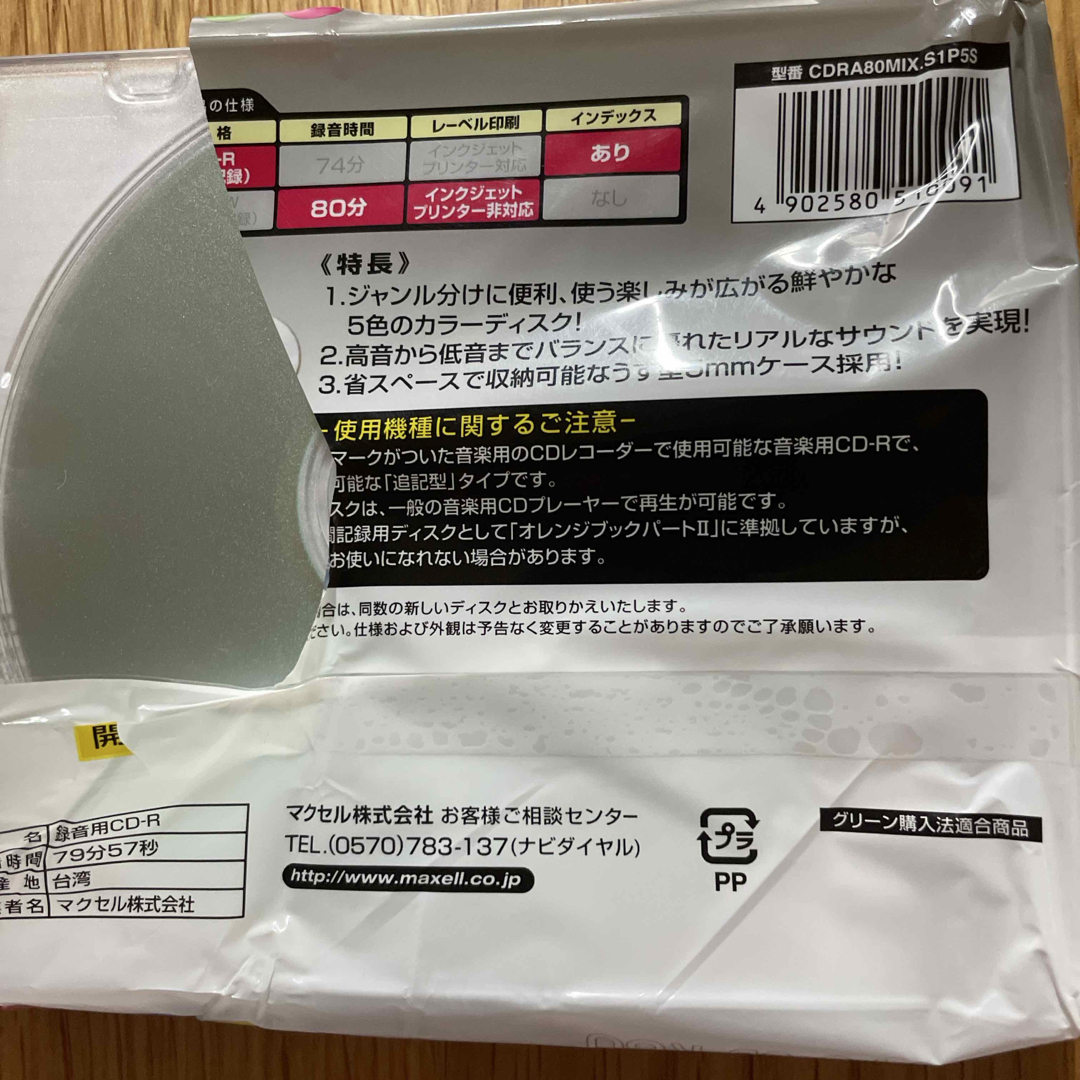 型番 CDRA80MIX.S1P5S
4 902580
の仕様
格 録音時間 レーベル印刷 インデックス
-R 74分 インクジェット あり
録) プリンター対応
W 80分 インクジェット なし
録) プリンター非対応
《特長》
1.ジャンル分けに便利、使う楽しみが広がる鮮やかな
5色のカラーディスク!
2.高音から低音までバランスに優れたリアルなサウンドを実現!
3.省スペースで収納可能なうす型5mmケース採用!
-使用機種に関するご注意-
マークがついた音楽用のCDレコーダーで使用可能な音楽用CD-Rで、
可能な「追記型」タイプです。
スクは、一般の音楽用CDプレーヤーで再生が可能です。
間記録用ディスクとして「オレンジブックパートⅡ」に準拠していますが、
お使いになれない場合があります。
合は、同数の新しいディスクとお取りかえいたします。
ださい。仕様および外観は予告なく変更することがありますのでご了承願います。
開
名 録音用CD-R
時間 79分57秒
産地 台湾
者名 マクセル株式会社
マクセル株式会社 お客様ご相談センター
TEL.(0570)783-137(ナビダイヤル)
http://www.maxell.co.jp
プラ
PP
グリーン購入法適合商品